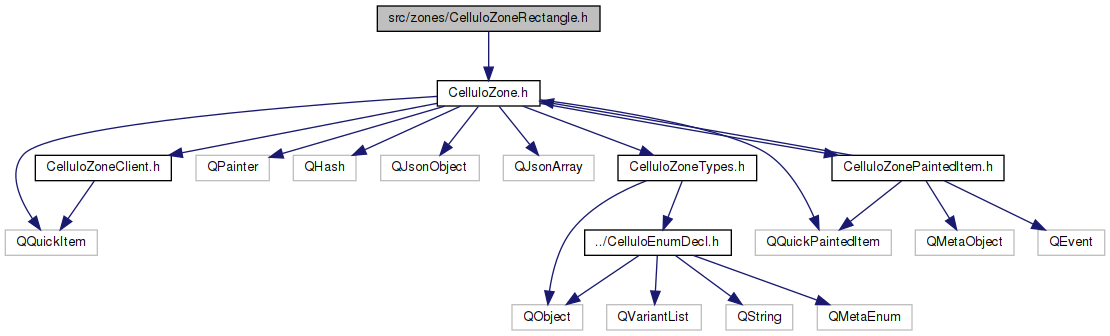 src/zones/CelluloZoneRectangle.h
CelluloZone.h
CelluloZoneClient.h
QPainter
QHash
QJsonObject
QJsonArray
CelluloZoneTypes.h
CelluloZonePaintedItem.h
QQuickItem
../CelluloEnumDecl.h
QQuickPaintedItem
QMetaObject
QEvent
QObject
QVariantList
QString
QMetaEnum